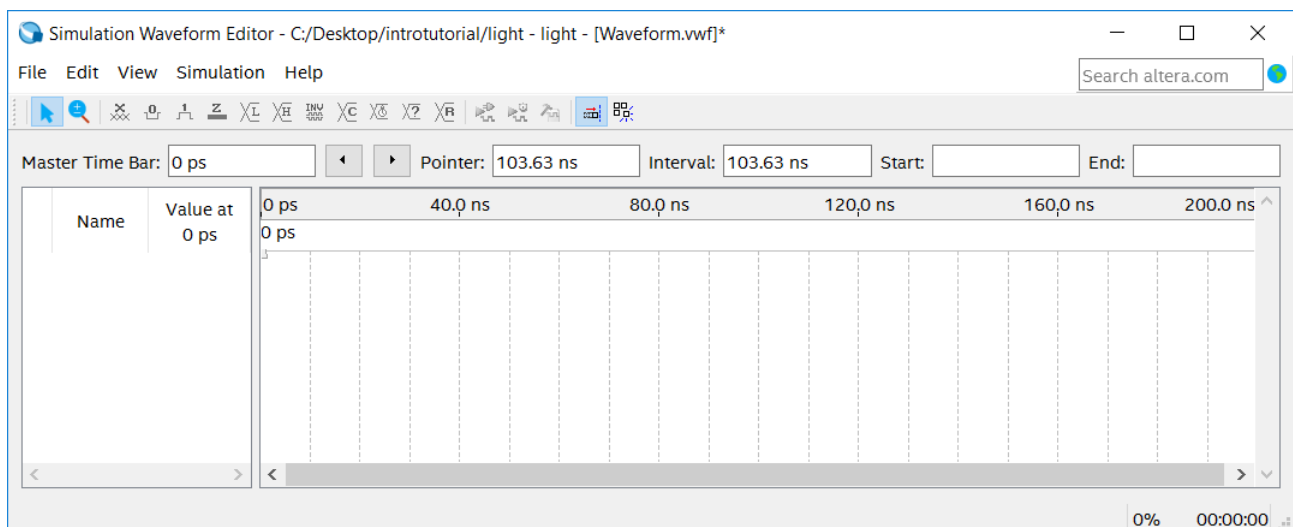 Simulation Waveform Editor - C:/Desktop/introtutorial/light - light - [Waveform.vwf]*
File Edit View Simulation Help
Search altera.com
X 0 1 Z L H INV C ? R
Master Time Bar: 0 ps Pointer: 103.63 ns Interval: 103.63 ns Start: End:
Name
Value at
0 ps
0 ps 40.0 ns 80.0 ns 120.0 ns 160.0 ns 200.0 ns
0 ps
0% 00:00:00